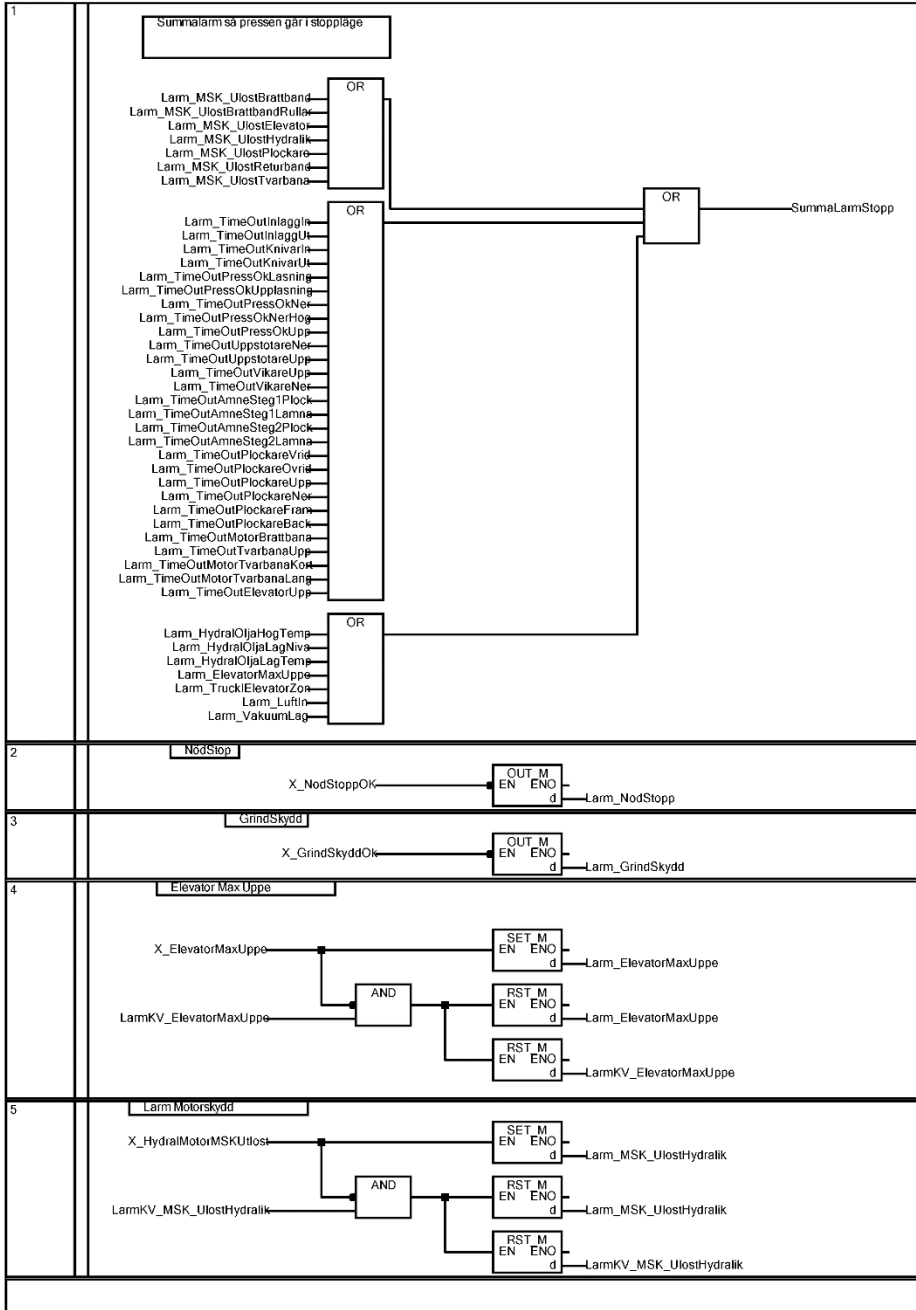 1
Summalarm så pressen går i stoppläge
OR
Larm_MSK_UlostBrattband
Larm_MSK_UlostBrattbandRullar
Larm_MSK_UlostElevator
Larm_MSK_UlostHydralik
Larm_MSK_UlostPlockare
Larm_MSK_UlostReturband
Larm_MSK_UlostTvarbana
OR
SummaLarmStopp
OR
Larm_TimeOutInlaggIn
Larm_TimeOutInlaggUt
Larm_TimeOutKnivarIn
Larm_TimeOutKnivarUt
Larm_TimeOutPressOkLasning
Larm_TimeOutPressOkUpplasning
Larm_TimeOutPressOkNer
Larm_TimeOutPressOkNerHog
Larm_TimeOutPressOkUpp
Larm_TimeOutUppstotareNer
Larm_TimeOutUppstotareUpp
Larm_TimeOutVikareUpp
Larm_TimeOutVikareNer
Larm_TimeOutAmneSteg1Plock
Larm_TimeOutAmneSteg1Lamna
Larm_TimeOutAmneSteg2Plock
Larm_TimeOutAmneSteg2Lamna
Larm_TimeOutPlockareVrid
Larm_TimeOutPlockareOvrid
Larm_TimeOutPlockareUpp
Larm_TimeOutPlockareNer
Larm_TimeOutPlockareFram
Larm_TimeOutPlockareBack
Larm_TimeOutMotorBrattbana
Larm_TimeOutTvarbanaUpp
Larm_TimeOutMotorTvarbanaKort
Larm_TimeOutMotorTvarbanaLang
Larm_TimeOutElevatorUpp
OR
Larm_HydralOljaHogTemp
Larm_HydralOljaLagNiva
Larm_HydralOljaLagTemp
Larm_ElevatorMaxUppe
Larm_TruckIElevatorZon
Larm_LuftIn
Larm_VakuumLag
2
NödStop
X_NodStoppOK
OUT_M
EN ENO
d
Larm_NodStopp
3
GrindSkydd
X_GrindSkyddOk
OUT_M
EN ENO
d
Larm_GrindSkydd
4
Elevator Max Uppe
X_ElevatorMaxUppe
SET_M
EN ENO
d
Larm_ElevatorMaxUppe
AND
LarmKV_ElevatorMaxUppe
RST_M
EN ENO
d
Larm_ElevatorMaxUppe
RST_M
EN ENO
d
LarmKV_ElevatorMaxUppe
5
Larm Motorskydd
X_HydralMotorMSKUtlost
SET_M
EN ENO
d
Larm_MSK_UlostHydralik
AND
LarmKV_MSK_UlostHydralik
RST_M
EN ENO
d
Larm_MSK_UlostHydralik
RST_M
EN ENO
d
LarmKV_MSK_UlostHydralik